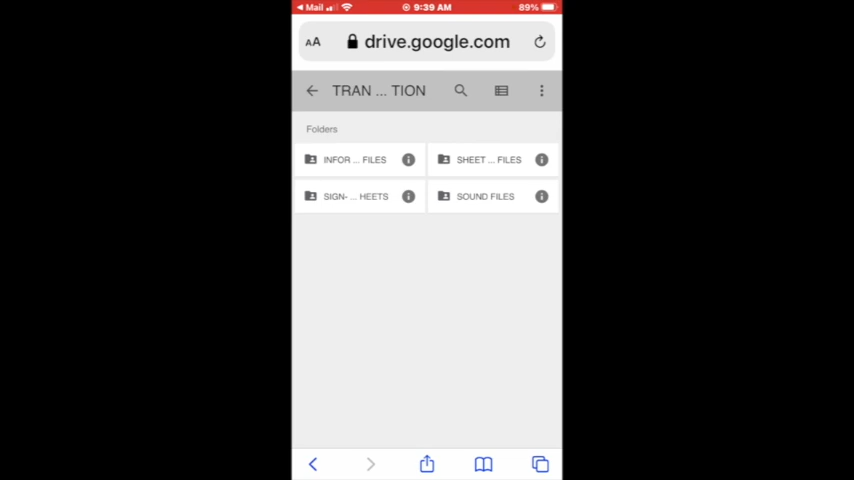 Mail 9:39 AM 89%
AA drive.google.com
TRAN ... TION
Folders
INFOR ... FILES
SHEET ... FILES
SIGN- ... HEETS
SOUND FILES